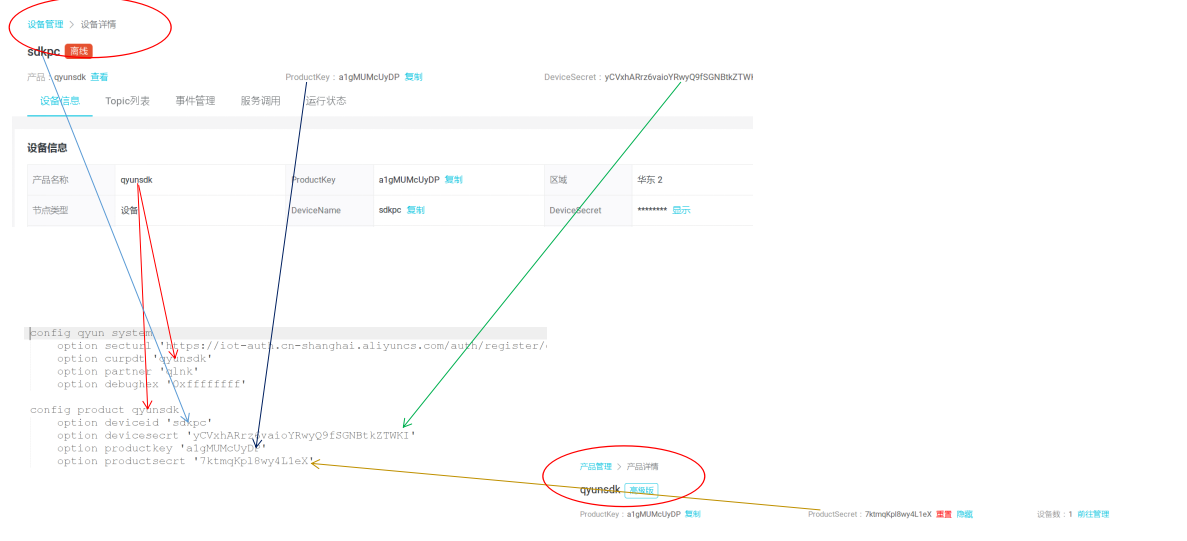 设备管理 > 设备详情
sdkpc 离线
产品：qyunsdk 查看 ProductKey：a1gMUMcUyDP 复制 DeviceSecret：yCVxhARrz6vaioYRwyQ9fSGNBtkZTWK
设备信息 Topic列表 事件管理 服务调用 运行状态
设备信息
产品名称 qyunsdk ProductKey a1gMUMcUyDP 复制 区域 华东 2
节点类型 设备 DeviceName sdkpc 复制 DeviceSecret ******** 显示
config qyun system
option securl 'https://iot-auth.cn-shanghai.aliyuncs.com/auth/register/
option curpdt 'qyunsdk'
option partner 'qlnk'
option debughex '0xffffffff'
config product qyunsdk
option deviceid 'sdkpc'
option devicesecrt 'yCVxhARrz6vaioYRwyQ9fSGNBtkZTWKI'
option productkey 'a1gMUMcUyDP'
option productsecrt '7ktmqKpl8wy4L1eX'
产品管理 > 产品详情
qyunsdk 高级版
ProductKey：a1gMUMcUyDP 复制 ProductSecret：7ktmqKpl8wy4L1eX 重置 隐藏 设备数：1 前往管理